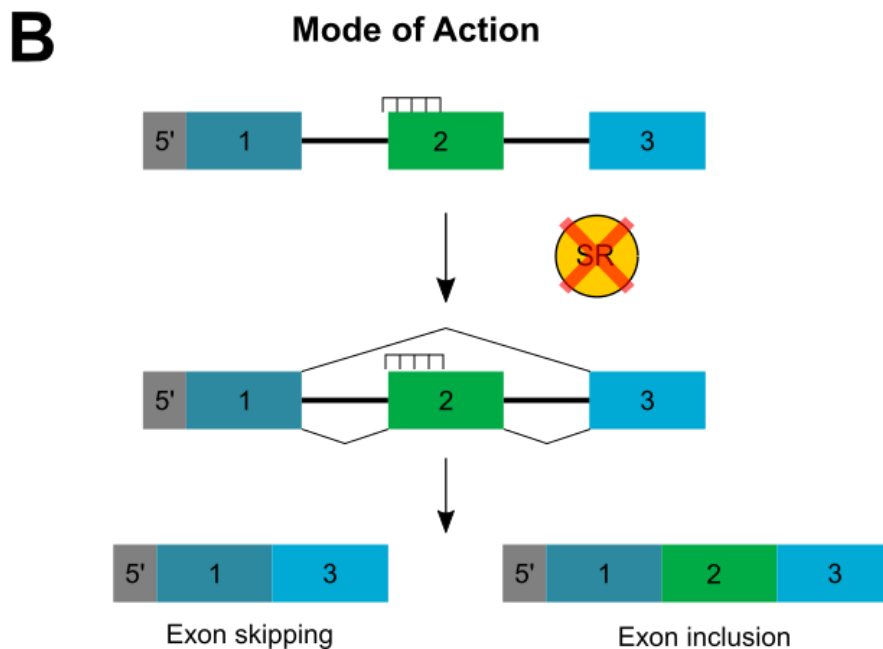 B
Mode of Action
5' 1 2 3
SR
5' 1 2 3
5' 1 3 5' 1 2 3
Exon skipping Exon inclusion